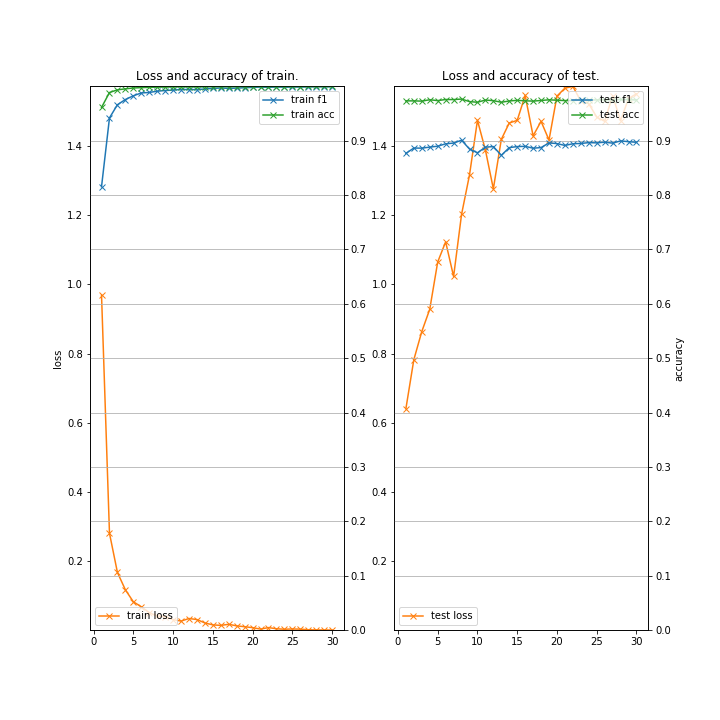 Loss and accuracy of train.
Loss and accuracy of test.
train f1
train acc
test f1
test acc
1.4
1.2
1.0
0.8
0.6
0.4
0.2
loss
0.9
0.8
0.7
0.6
0.5
0.4
0.3
0.2
0.1
0.0
train loss
0 5 10 15 20 25 30
1.4
1.2
1.0
0.8
0.6
0.4
0.2
0.9
0.8
0.7
0.6
0.5
0.4
0.3
0.2
0.1
0.0
accuracy
test loss
0 5 10 15 20 25 30